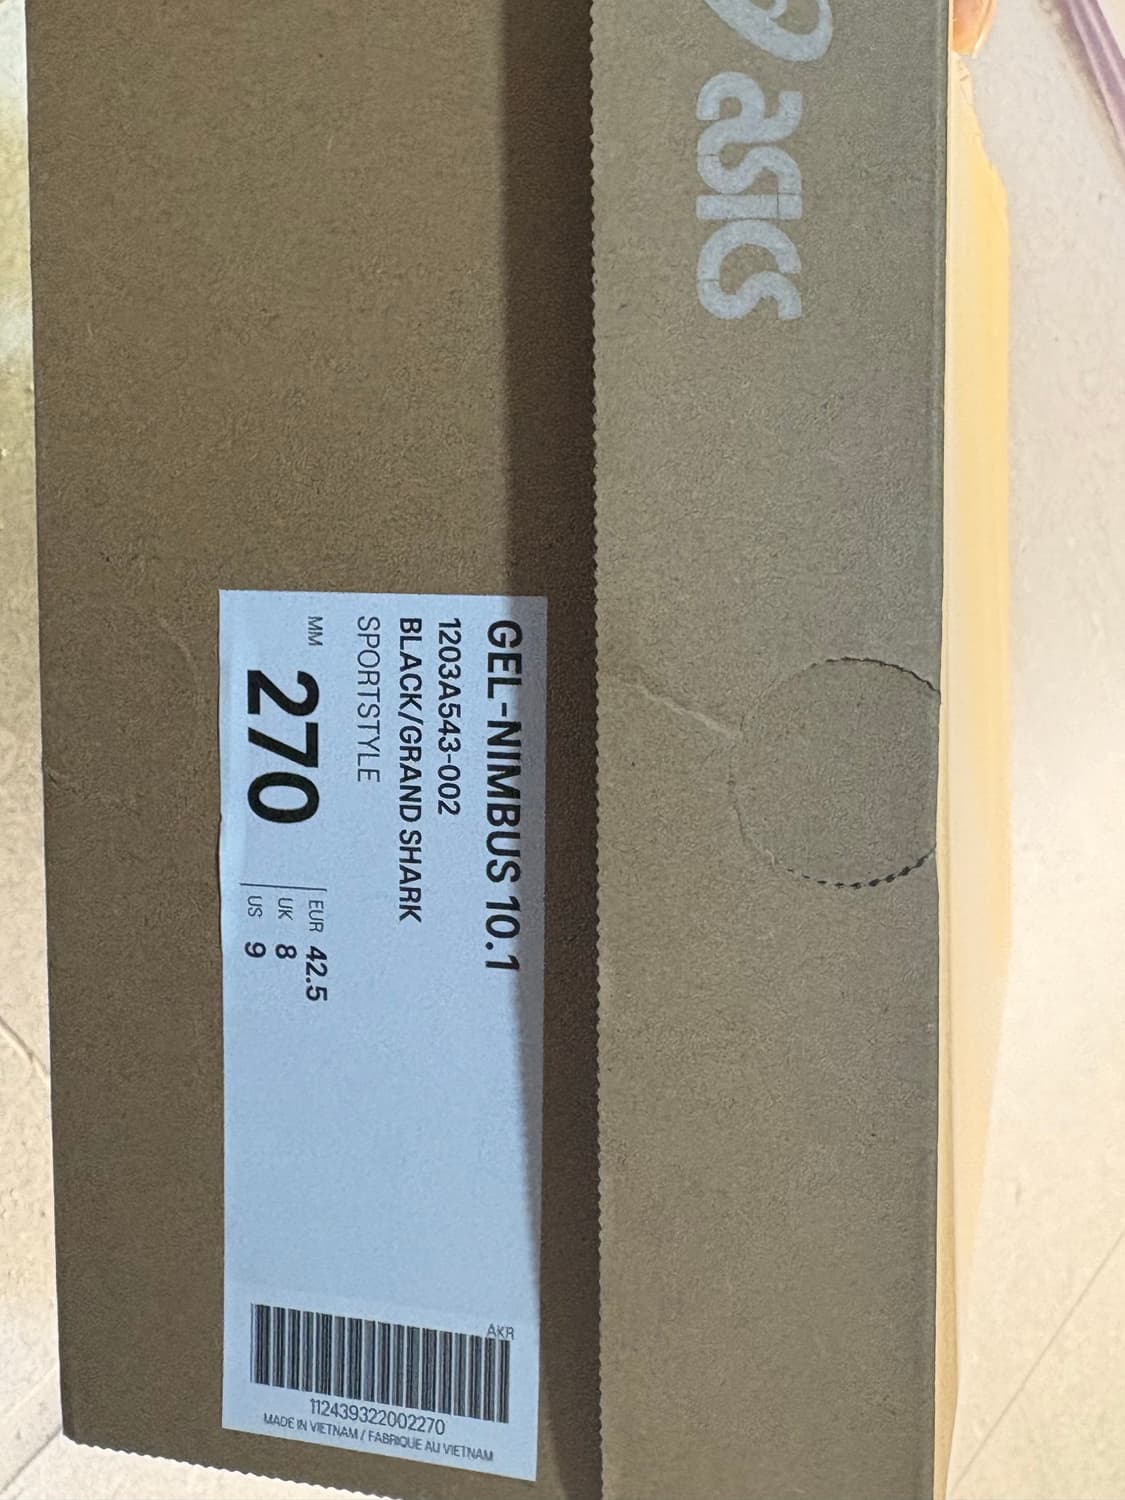 asics
GEL-NIMBUS 10.1
1203A543-002
BLACK/GRAND SHARK
SPORTSTYLE
MM 270
EUR 42.5
UK 8
US 9
AKR
112439322002270
MADE IN VIETNAM / FABRIQUE AU VIETNAM